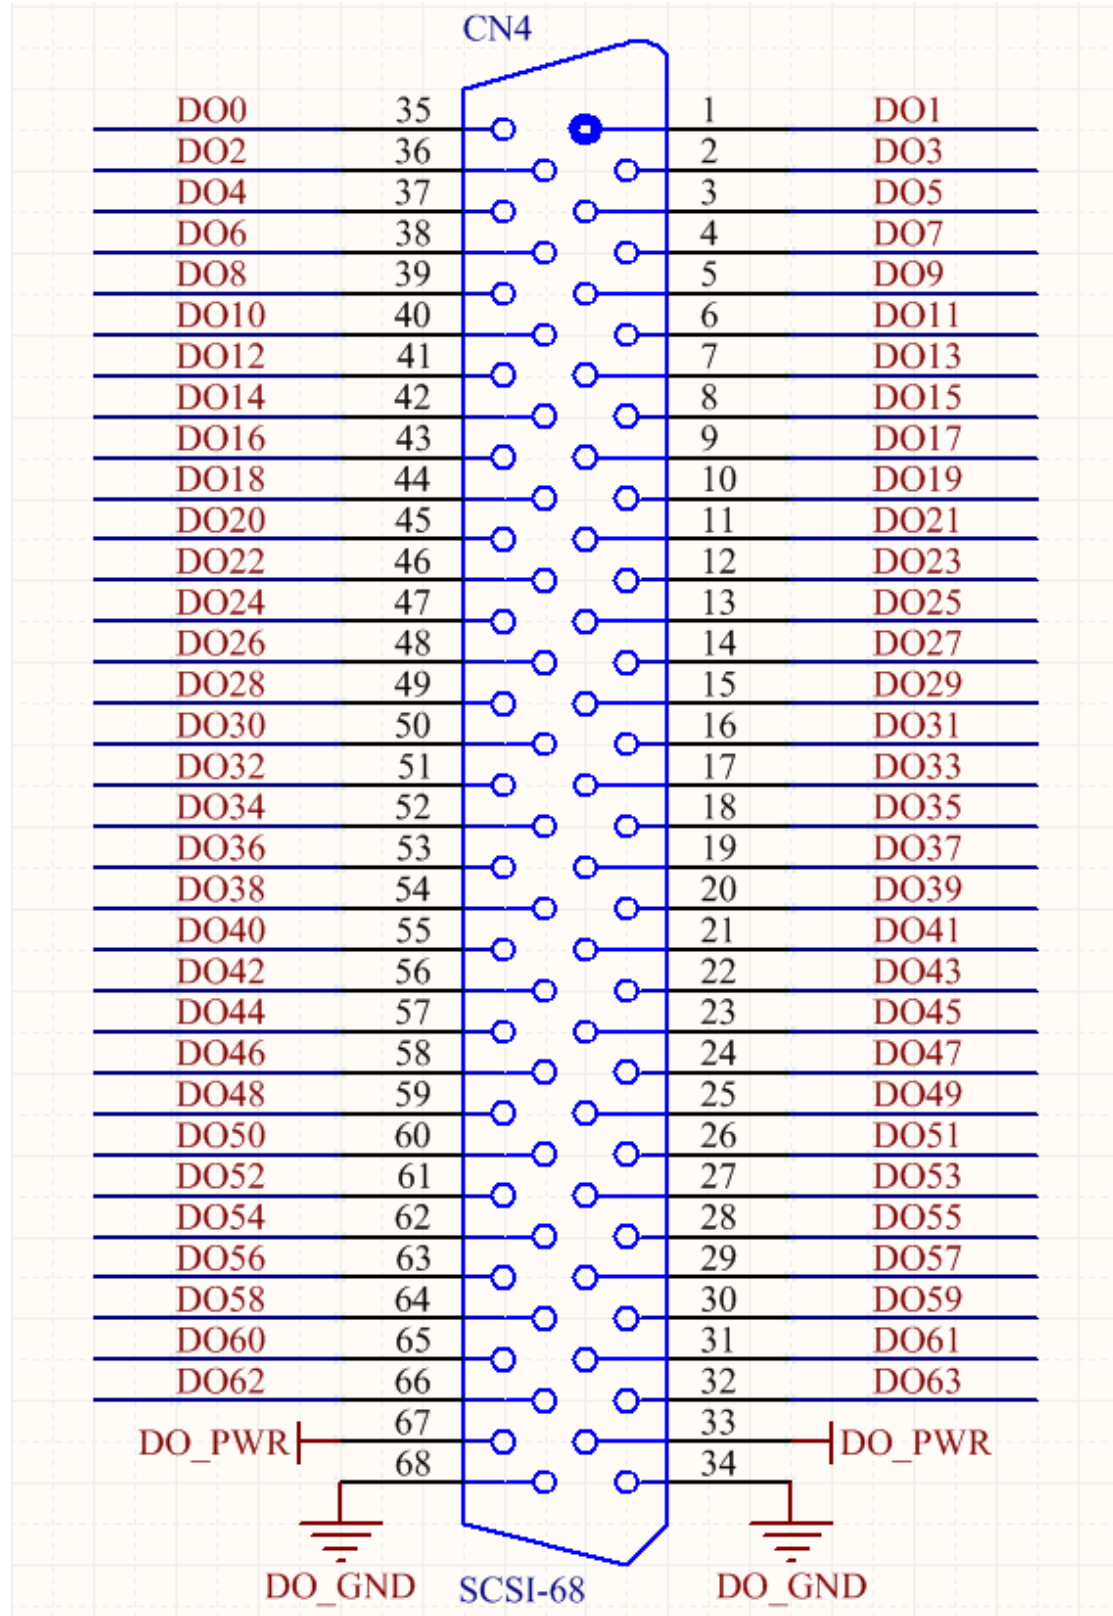 CN4
DO0 35 1 DO1
DO2 36 2 DO3
DO4 37 3 DO5
DO6 38 4 DO7
DO8 39 5 DO9
DO10 40 6 DO11
DO12 41 7 DO13
DO14 42 8 DO15
DO16 43 9 DO17
DO18 44 10 DO19
DO20 45 11 DO21
DO22 46 12 DO23
DO24 47 13 DO25
DO26 48 14 DO27
DO28 49 15 DO29
DO30 50 16 DO31
DO32 51 17 DO33
DO34 52 18 DO35
DO36 53 19 DO37
DO38 54 20 DO39
DO40 55 21 DO41
DO42 56 22 DO43
DO44 57 23 DO45
DO46 58 24 DO47
DO48 59 25 DO49
DO50 60 26 DO51
DO52 61 27 DO53
DO54 62 28 DO55
DO56 63 29 DO57
DO58 64 30 DO59
DO60 65 31 DO61
DO62 66 32 DO63
DO_PWR 67 33 DO_PWR
68 34
DO_GND SCSI-68 DO_GND